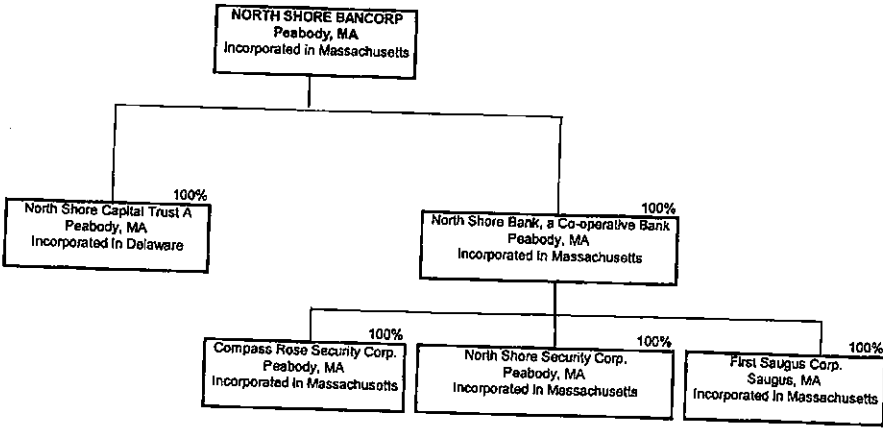 NORTH SHORE BANCORP
Peabody, MA
Incorporated in Massachusetts
100%
North Shore Capital Trust A
Peabody, MA
Incorporated in Delaware
100%
North Shore Bank, a Co-operative Bank
Peabody, MA
Incorporated in Massachusetts
100%
Compass Rose Security Corp.
Peabody, MA
Incorporated in Massachusetts
100%
North Shore Security Corp.
Peabody, MA
Incorporated in Massachusetts
100%
First Saugus Corp.
Saugus, MA
Incorporated in Massachusetts